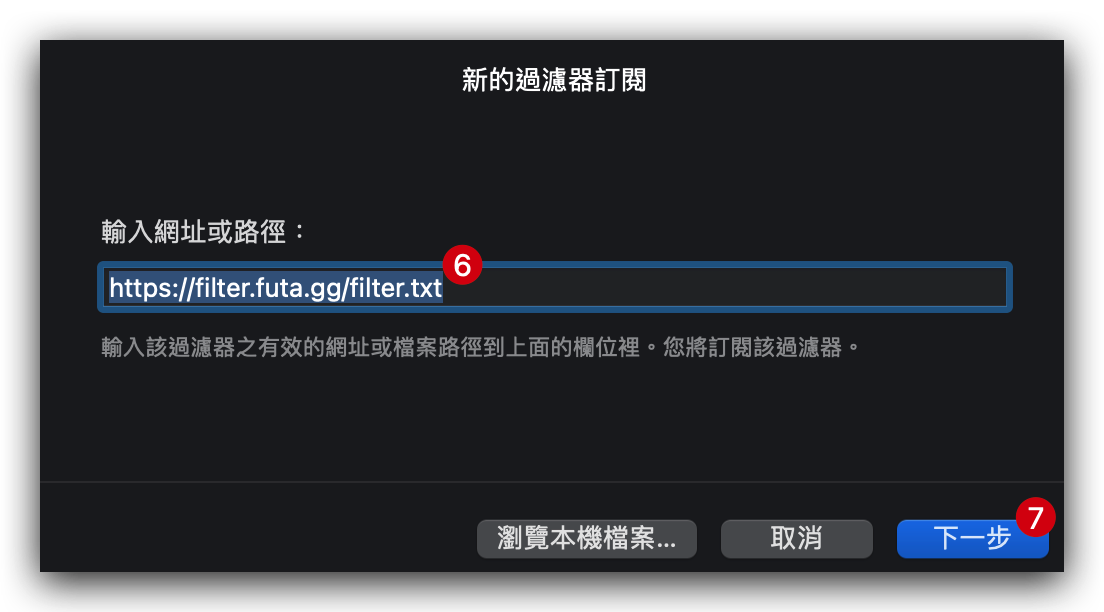 新的過濾器訂閱
輸入網址或路徑：
6
https://filter.futa.gg/filter.txt
輸入該過濾器之有效的網址或檔案路徑到上面的欄位裡。您將訂閱該過濾器。
7
瀏覽本機檔案... 取消 下一步